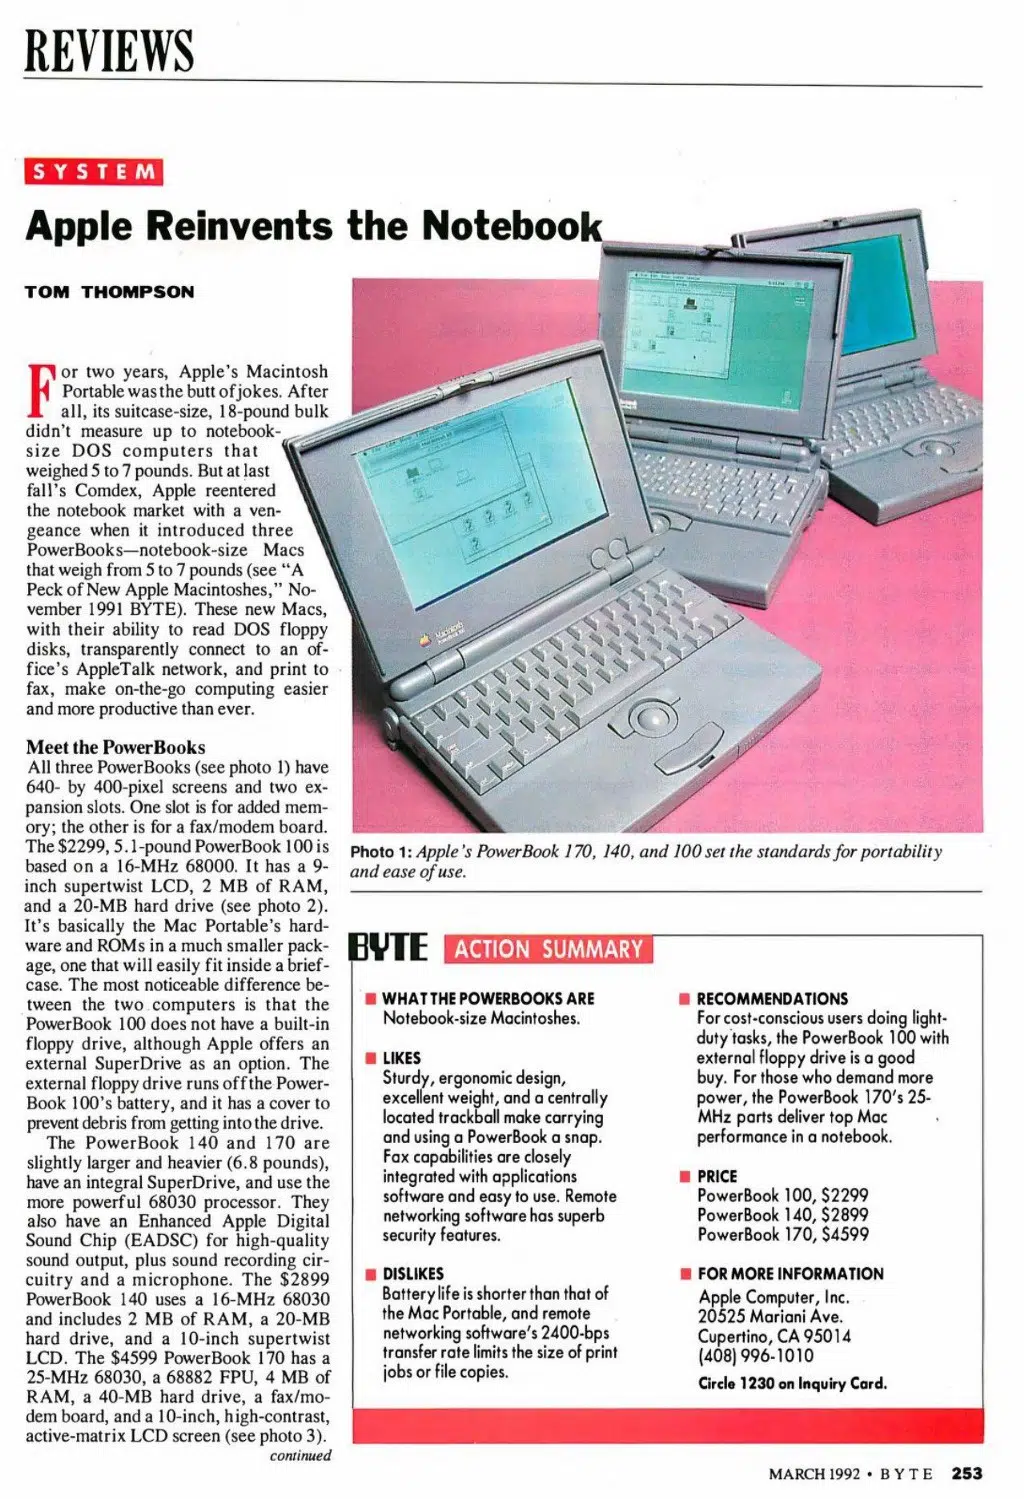 REVIEWS
SYSTEM
Apple Reinvents the Notebook
TOM THOMPSON
For two years, Apple's Macintosh
Portable was the butt of jokes. After
all, its suitcase-size, 18-pound bulk
didn't measure up to notebook-
size DOS computers that
weighed 5 to 7 pounds. But at last
fall's Comdex, Apple reentered
the notebook market with a ven-
geance when it introduced three
PowerBooks—notebook-size Macs
that weigh from 5 to 7 pounds (see "A
Peck of New Apple Macintoshes," No-
vember 1991 BYTE). These new Macs,
with their ability to read DOS floppy
disks, transparently connect to an of-
fice's AppleTalk network, and print to
fax, make on-the-go computing easier
and more productive than ever.
Meet the PowerBooks
All three PowerBooks (see photo 1) have
640- by 400-pixel screens and two ex-
pansion slots. One slot is for added mem-
ory; the other is for a fax/modem board.
The $2299, 5.1-pound PowerBook 100 is
based on a 16-MHz 68000. It has a 9-
inch supertwist LCD, 2 MB of RAM,
and a 20-MB hard drive (see photo 2).
It's basically the Mac Portable's hard-
ware and ROMs in a much smaller pack-
age, one that will easily fit inside a brief-
case. The most noticeable difference be-
tween the two computers is that the
PowerBook 100 does not have a built-in
floppy drive, although Apple offers an
external SuperDrive as an option. The
external floppy drive runs off the Power-
Book 100's battery, and it has a cover to
prevent debris from getting into the drive.
The PowerBook 140 and 170 are
slightly larger and heavier (6.8 pounds),
have an integral SuperDrive, and use the
more powerful 68030 processor. They
also have an Enhanced Apple Digital
Sound Chip (EADSC) for high-quality
sound output, plus sound recording cir-
cuitry and a microphone. The $2899
PowerBook 140 uses a 16-MHz 68030
and includes 2 MB of RAM, a 20-MB
hard drive, and a 10-inch supertwist
LCD. The $4599 PowerBook 170 has a
25-MHz 68030, a 68882 FPU, 4 MB of
RAM, a 40-MB hard drive, a fax/mo-
dem board, and a 10-inch, high-contrast,
active-matrix LCD screen (see photo 3).
continued
Macintosh
Photo 1: Apple's PowerBook 170, 140, and 100 set the standards for portability
and ease of use.
BYTE ACTION SUMMARY
WHAT THE POWERBOOKS ARE
Notebook-size Macintoshes.
LIKES
Sturdy, ergonomic design,
excellent weight, and a centrally
located trackball make carrying
and using a PowerBook a snap.
Fax capabilities are closely
integrated with applications
software and easy to use. Remote
networking software has superb
security features.
DISLIKES
Battery life is shorter than that of
the Mac Portable, and remote
networking software's 2400-bps
transfer rate limits the size of print
jobs or file copies.
RECOMMENDATIONS
For cost-conscious users doing light-
duty tasks, the PowerBook 100 with
external floppy drive is a good
buy. For those who demand more
power, the PowerBook 170's 25-
MHz parts deliver top Mac
performance in a notebook.
PRICE
PowerBook 100, $2299
PowerBook 140, $2899
PowerBook 170, $4599
FOR MORE INFORMATION
Apple Computer, Inc.
20525 Mariani Ave.
Cupertino, CA 95014
(408) 996-1010
Circle 1230 on Inquiry Card.
MARCH 1992 • BYTE 253